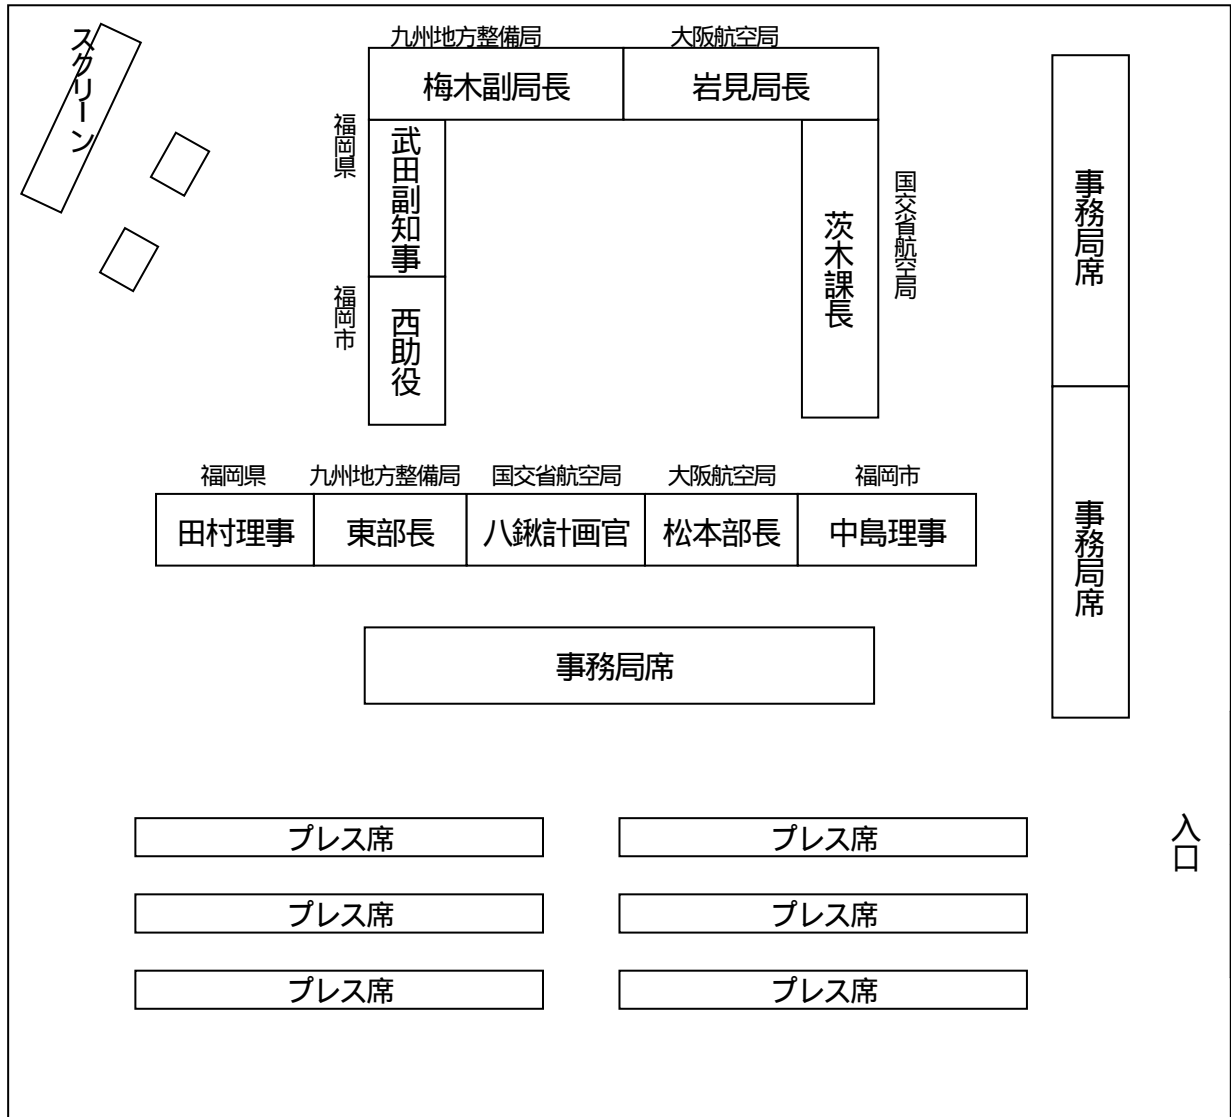 スクリーン
九州地方整備局
大阪航空局
梅木副局長
岩見局長
福岡県
武田副知事
福岡市
西助役
茨木課長
国交省航空局
事務局席
事務局席
福岡県
九州地方整備局
国交省航空局
大阪航空局
福岡市
田村理事
東部長
八鍬計画官
松本部長
中島理事
事務局席
プレス席
プレス席
入口
プレス席
プレス席
プレス席
プレス席